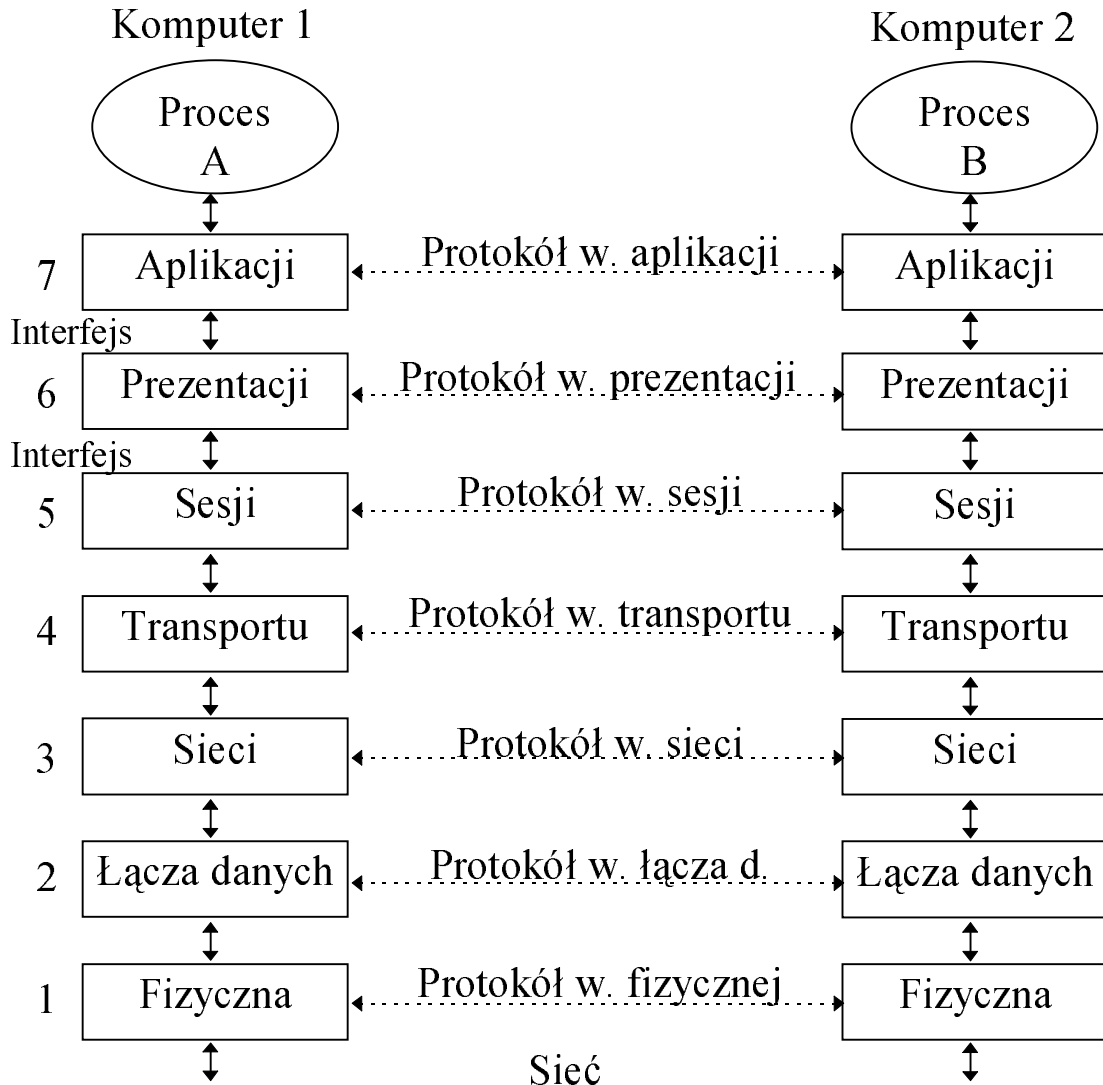 Komputer 1
Komputer 2
Proces
A
Proces
B
7
Aplikacji
Protokół w. aplikacji
Aplikacji
Interfejs
6
Prezentacji
Protokół w. prezentacji
Prezentacji
Interfejs
5
Sesji
Protokół w. sesji
Sesji
4
Transportu
Protokół w. transportu
Transportu
3
Sieci
Protokół w. sieci
Sieci
2
Łącza danych
Protokół w. łącza d.
Łącza danych
1
Fizyczna
Protokół w. fizycznej
Fizyczna
Sieć